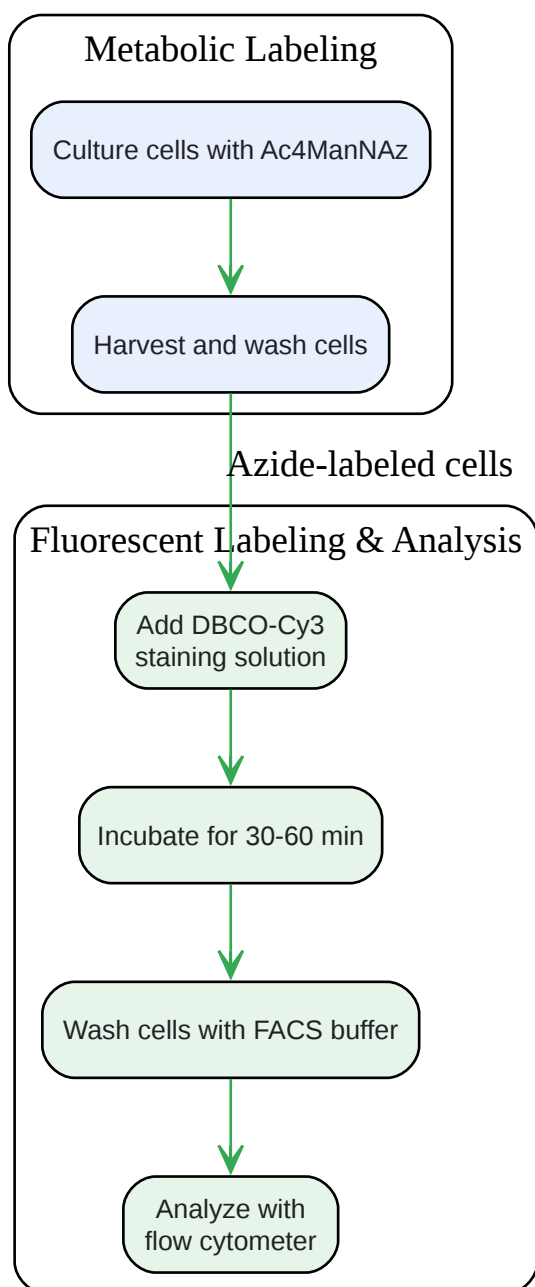 Metabolic Labeling
Culture cells with Ac4ManNAz
Harvest and wash cells
Azide-labeled cells
Fluorescent Labeling & Analysis
Add DBCO-Cy3
staining solution
Incubate for 30-60 min
Wash cells with FACS buffer
Analyze with
flow cytometer